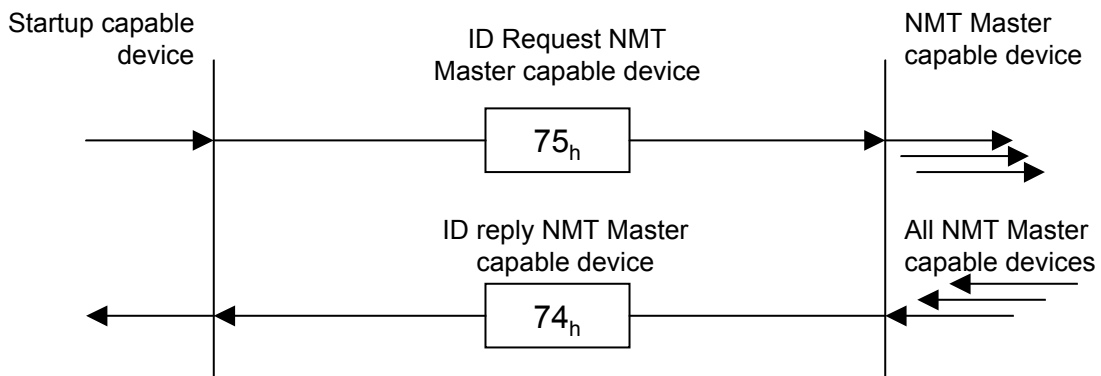 Startup capable
device
ID Request NMT
Master capable device
NMT Master
capable device
75h
ID reply NMT Master
capable device
All NMT Master
capable devices
74h